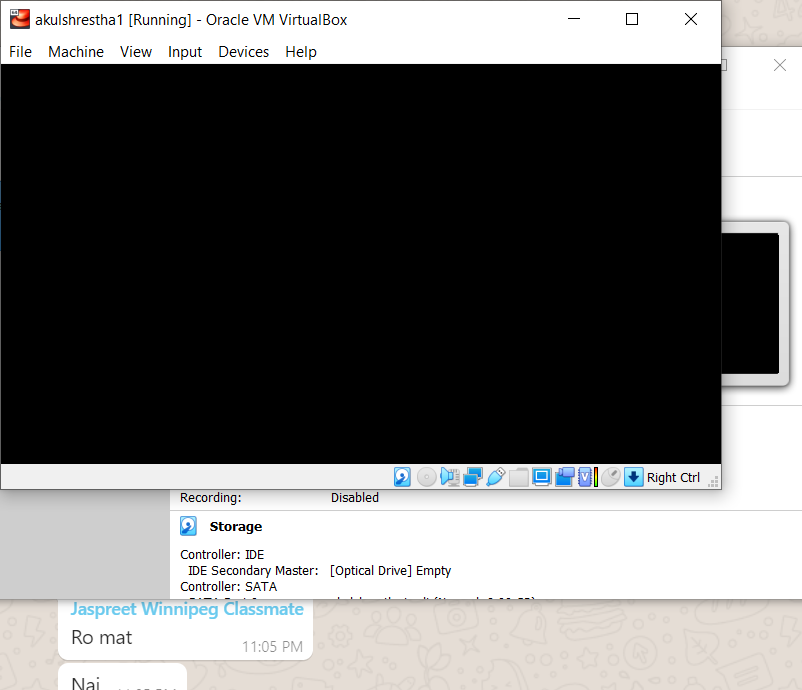 akulshrestha1 [Running] - Oracle VM VirtualBox
File Machine View Input Devices Help
Right Ctrl
Recording: Disabled
Storage
Controller: IDE
IDE Secondary Master: [Optical Drive] Empty
Controller: SATA
Jaspreet Winnipeg Classmate
Ro mat
11:05 PM
Nai